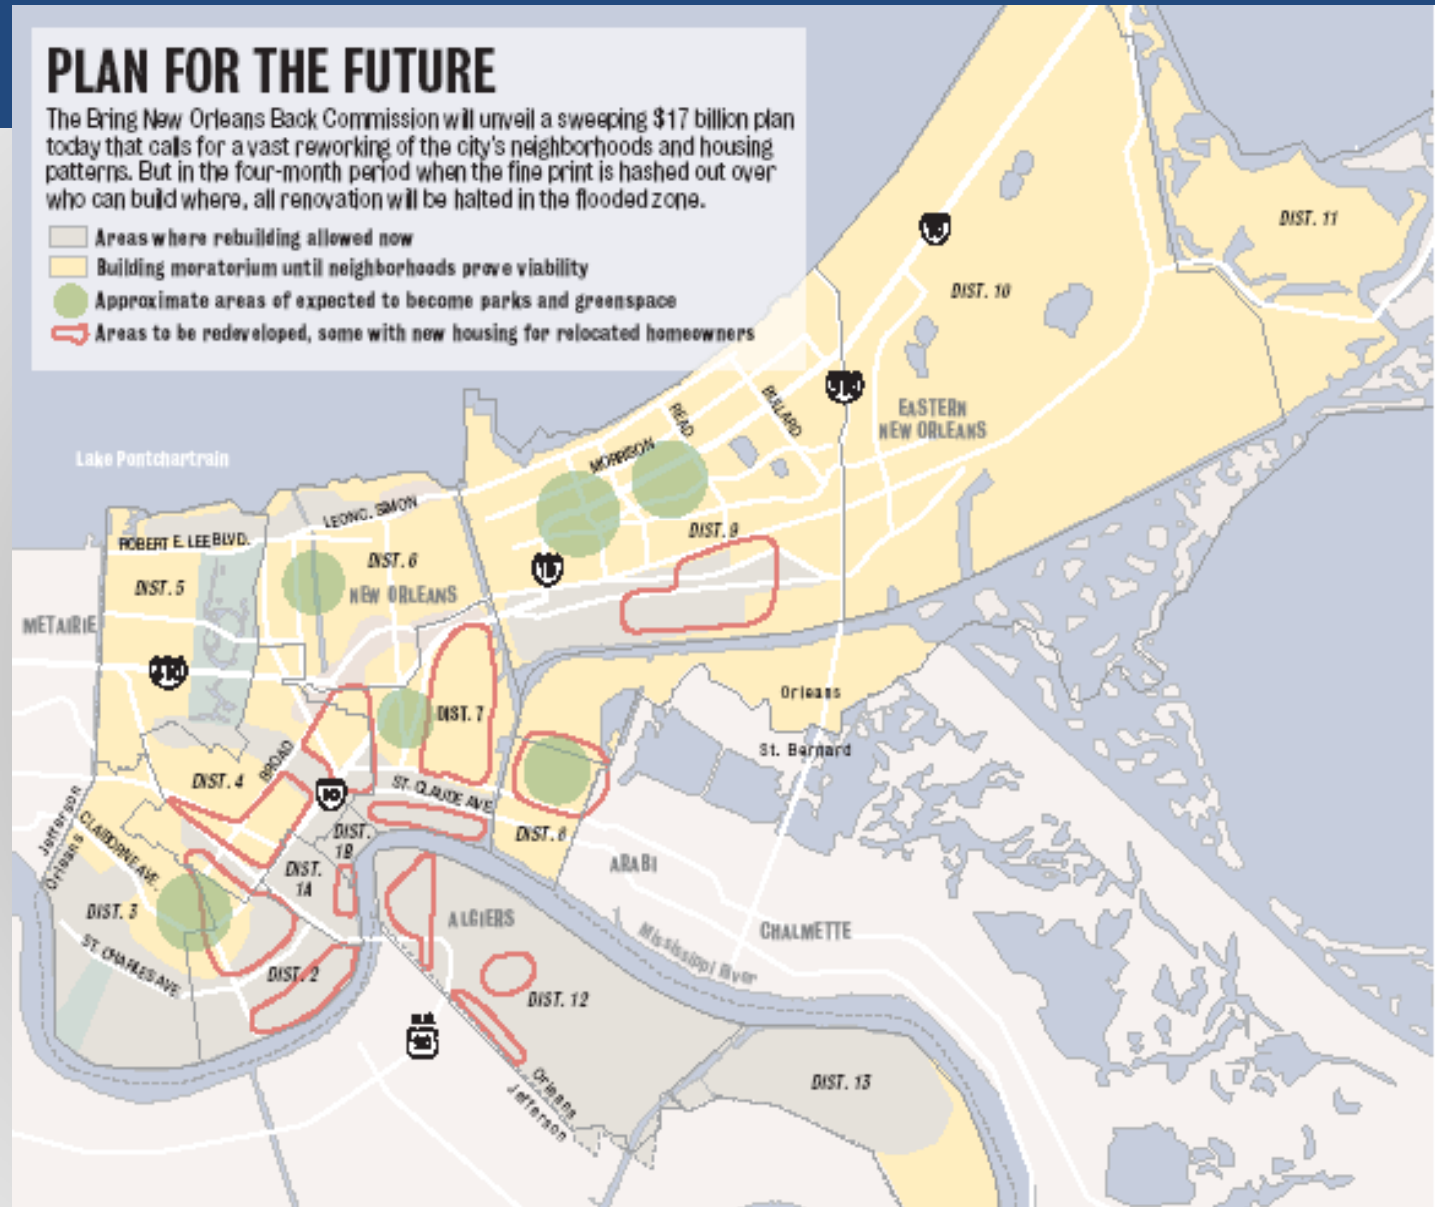 PLAN FOR THE FUTURE
The Bring New Orleans Back Commission will unveil a sweeping $17 billion plan
today that calls for a vast reworking of the city's neighborhoods and housing
patterns. But in the four-month period when the fine print is hashed out over
who can build where, all renovation will be halted in the flooded zone.
Areas where rebuilding allowed now
Building moratorium until neighborhoods prove viability
Approximate areas of expected to become parks and greenspace
Areas to be redeveloped, some with new housing for relocated homeowners
DIST. 11
DIST. 10
EASTERN
NEW ORLEANS
BULLARD
READ
MORRISON
Lake Pontchartrain
LEON C. SIMON
ROBERT E. LEE BLVD.
DIST. 9
DIST. 6
DIST. 5
NEW ORLEANS
METAIRIE
Orleans
DIST. 7
St. Bernard
BROAD
DIST. 4
10
ST. CLAUDE AVE.
Jefferson
Orleans
CLAIBORNE AVE.
DIST.
1B
DIST. 8
DIST.
1A
ARABI
DIST. 3
ALGIERS
CHALMETTE
Mississippi River
ST. CHARLES AVE.
DIST. 2
DIST. 12
DIST. 13
Orleans
Jefferson